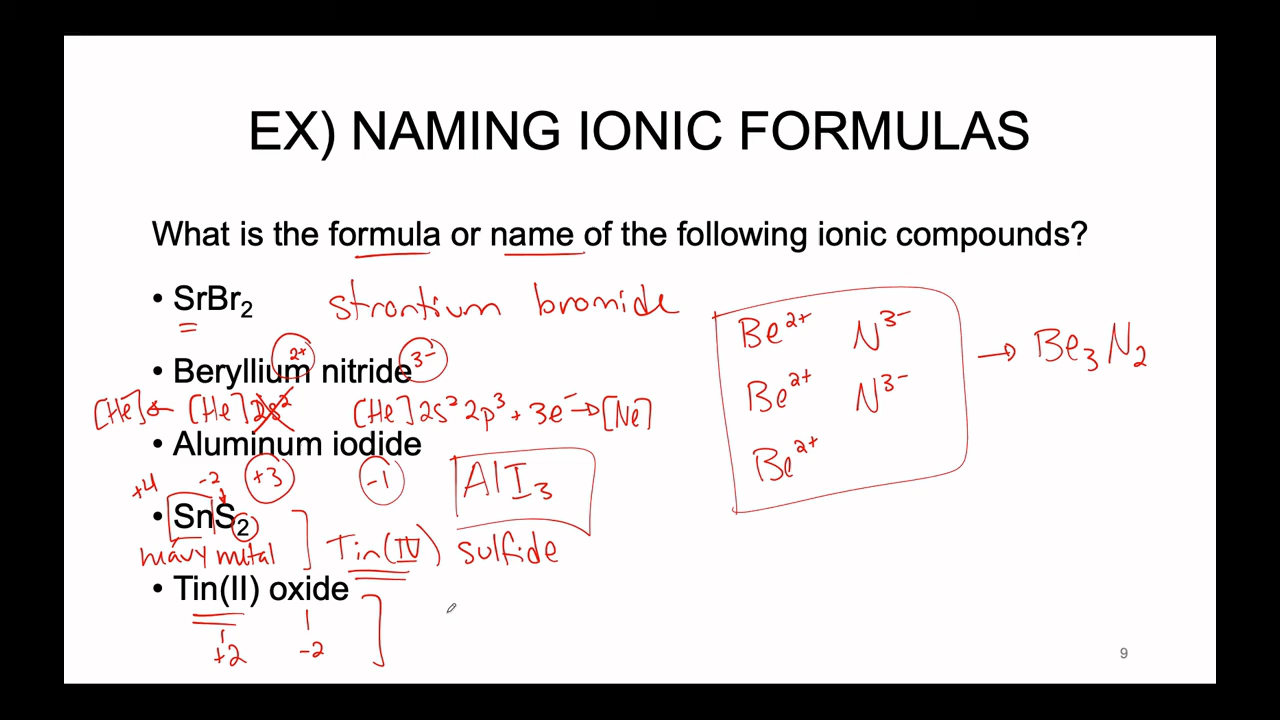 EX) NAMING IONIC FORMULAS
What is the formula or name of the following ionic compounds?
• SrBr₂ strontium bromide
Be²⁺ N³⁻
• Beryllium nitride 2+ 3-
→ Be₃N₂
Be²⁺ N³⁻
[He] ← [He] 2s² [He] 2s² 2p³ + 3e⁻ → [Ne]
• Aluminum iodide
Be²⁺
+3 -1 AlI₃
+4 -2
• SnS₂
heavy metal Tin(IV) sulfide
• Tin(II) oxide
+2 -2
9